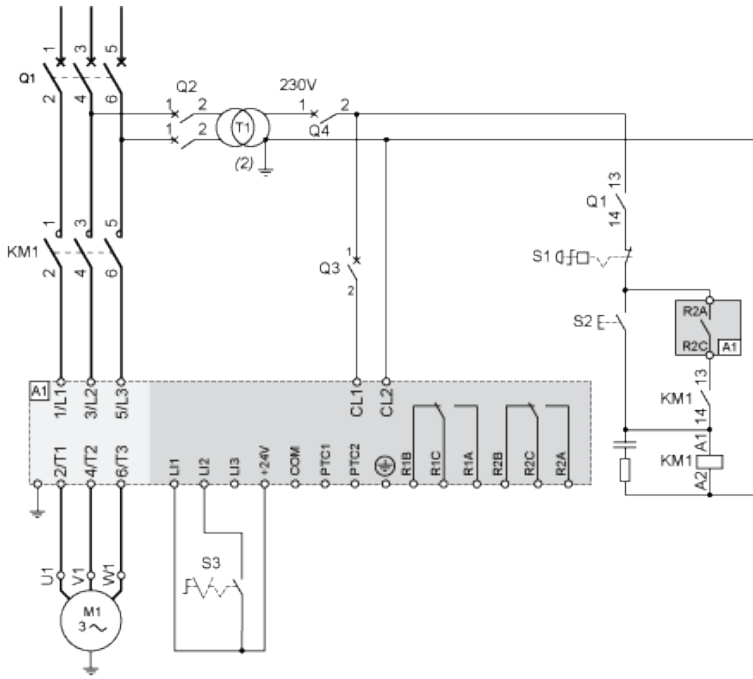 1 3 5
Q1
2 4 6
Q2
1 2
1 2
T1
(2)
230V
1 2
Q4
1 3 5
KM1
2 4 6
Q3
1
2
13
Q1
14
S1
S2
R2A
R2C
A1
13
KM1
14
A1
KM1
A2
A1
1/L1 3/L2 5/L3 CL1 CL2
2/T1 4/T2 6/T3 LI1 LI2 LI3 +24V COM PTC1 PTC2 R1B R1C R1A R2B R2C R2A
S3
U1 V1 W1
M1
3